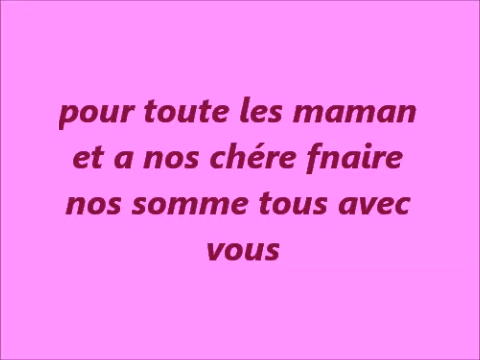 pour toute les maman
et a nos chére fnaire
nos somme tous avec
vous